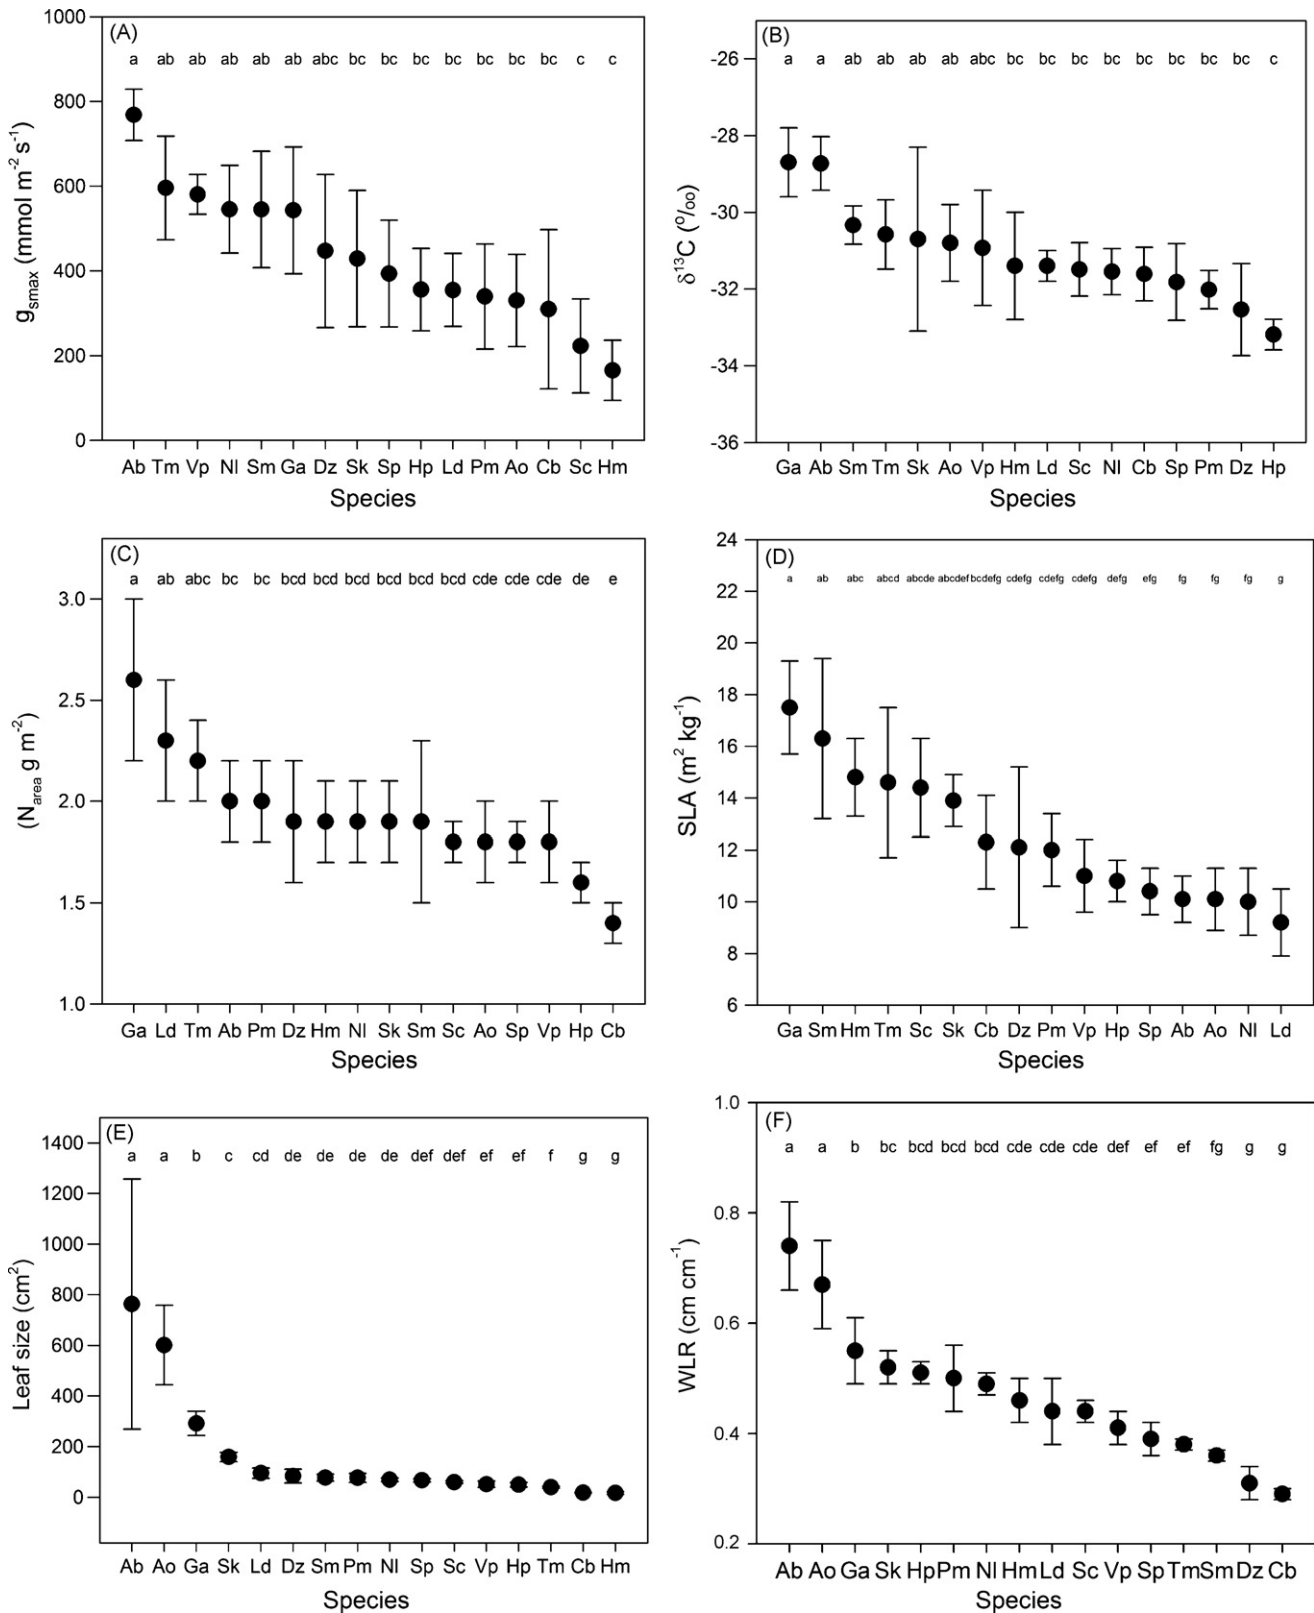 (A)
a ab ab ab ab ab abc bc bc bc bc bc bc bc c c
1000
800
600
400
200
0
gsmax (mmol m-2 s-1)
Ab Tm Vp Nl Sm Ga Dz Sk Sp Hp Ld Pm Ao Cb Sc Hm
Species
(B)
a a ab ab ab ab abc bc bc bc bc bc bc bc bc c
-26
-28
-30
-32
-34
-36
δ13C (o/oo)
Ga Ab Sm Tm Sk Ao Vp Hm Ld Sc Nl Cb Sp Pm Dz Hp
Species
(C)
a ab abc bc bc bcd bcd bcd bcd bcd bcd cde cde cde de e
3.0
2.5
2.0
1.5
1.0
(Narea g m-2)
Ga Ld Tm Ab Pm Dz Hm Nl Sk Sm Sc Ao Sp Vp Hp Cb
Species
(D)
a ab abc abcd abcde abcdef bcdefg cdefg cdefg cdefg defg efg fg fg fg g
24
22
20
18
16
14
12
10
8
6
SLA (m2 kg-1)
Ga Sm Hm Tm Sc Sk Cb Dz Pm Vp Hp Sp Ab Ao Nl Ld
Species
(E)
a a b c cd de de de de def def ef ef f g g
1400
1200
1000
800
600
400
200
0
Leaf size (cm2)
Ab Ao Ga Sk Ld Dz Sm Pm Nl Sp Sc Vp Hp Tm Cb Hm
Species
(F)
a a b bc bcd bcd bcd cde cde cde def ef ef fg g g
1.0
0.8
0.6
0.4
0.2
WLR (cm cm-1)
Ab Ao Ga Sk Hp Pm Nl Hm Ld Sc Vp Sp Tm Sm Dz Cb
Species